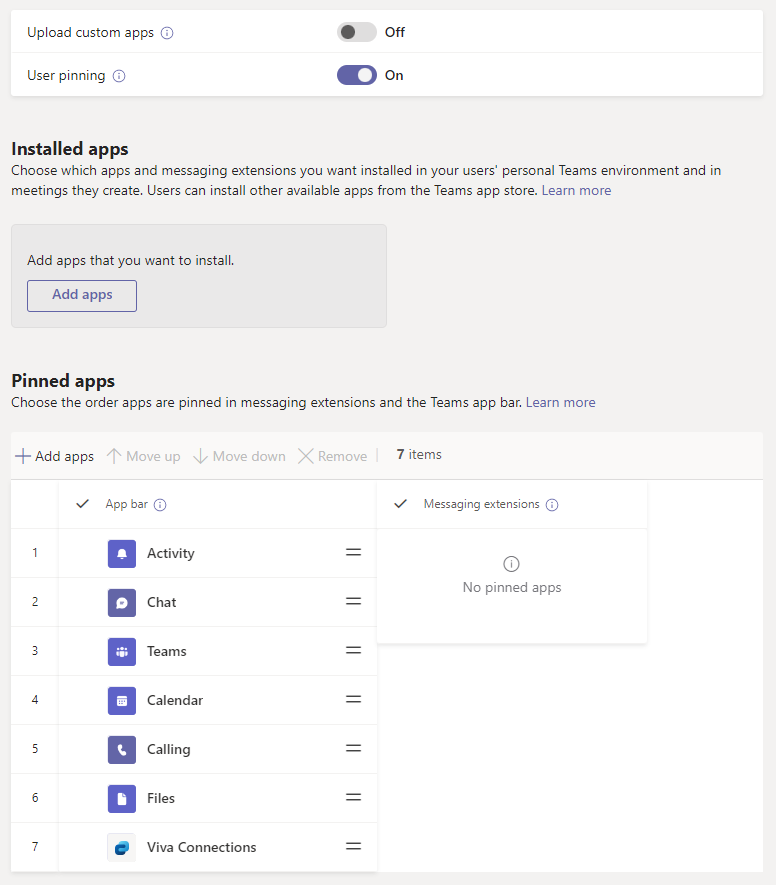 Upload custom apps Off
User pinning On
Installed apps
Choose which apps and messaging extensions you want installed in your users' personal Teams environment and in
meetings they create. Users can install other available apps from the Teams app store. Learn more
Add apps that you want to install.
Add apps
Pinned apps
Choose the order apps are pinned in messaging extensions and the Teams app bar. Learn more
Add apps Move up Move down Remove 7 items
App bar Messaging extensions
1 Activity
No pinned apps
2 Chat
3 Teams
4 Calendar
5 Calling
6 Files
7 Viva Connections